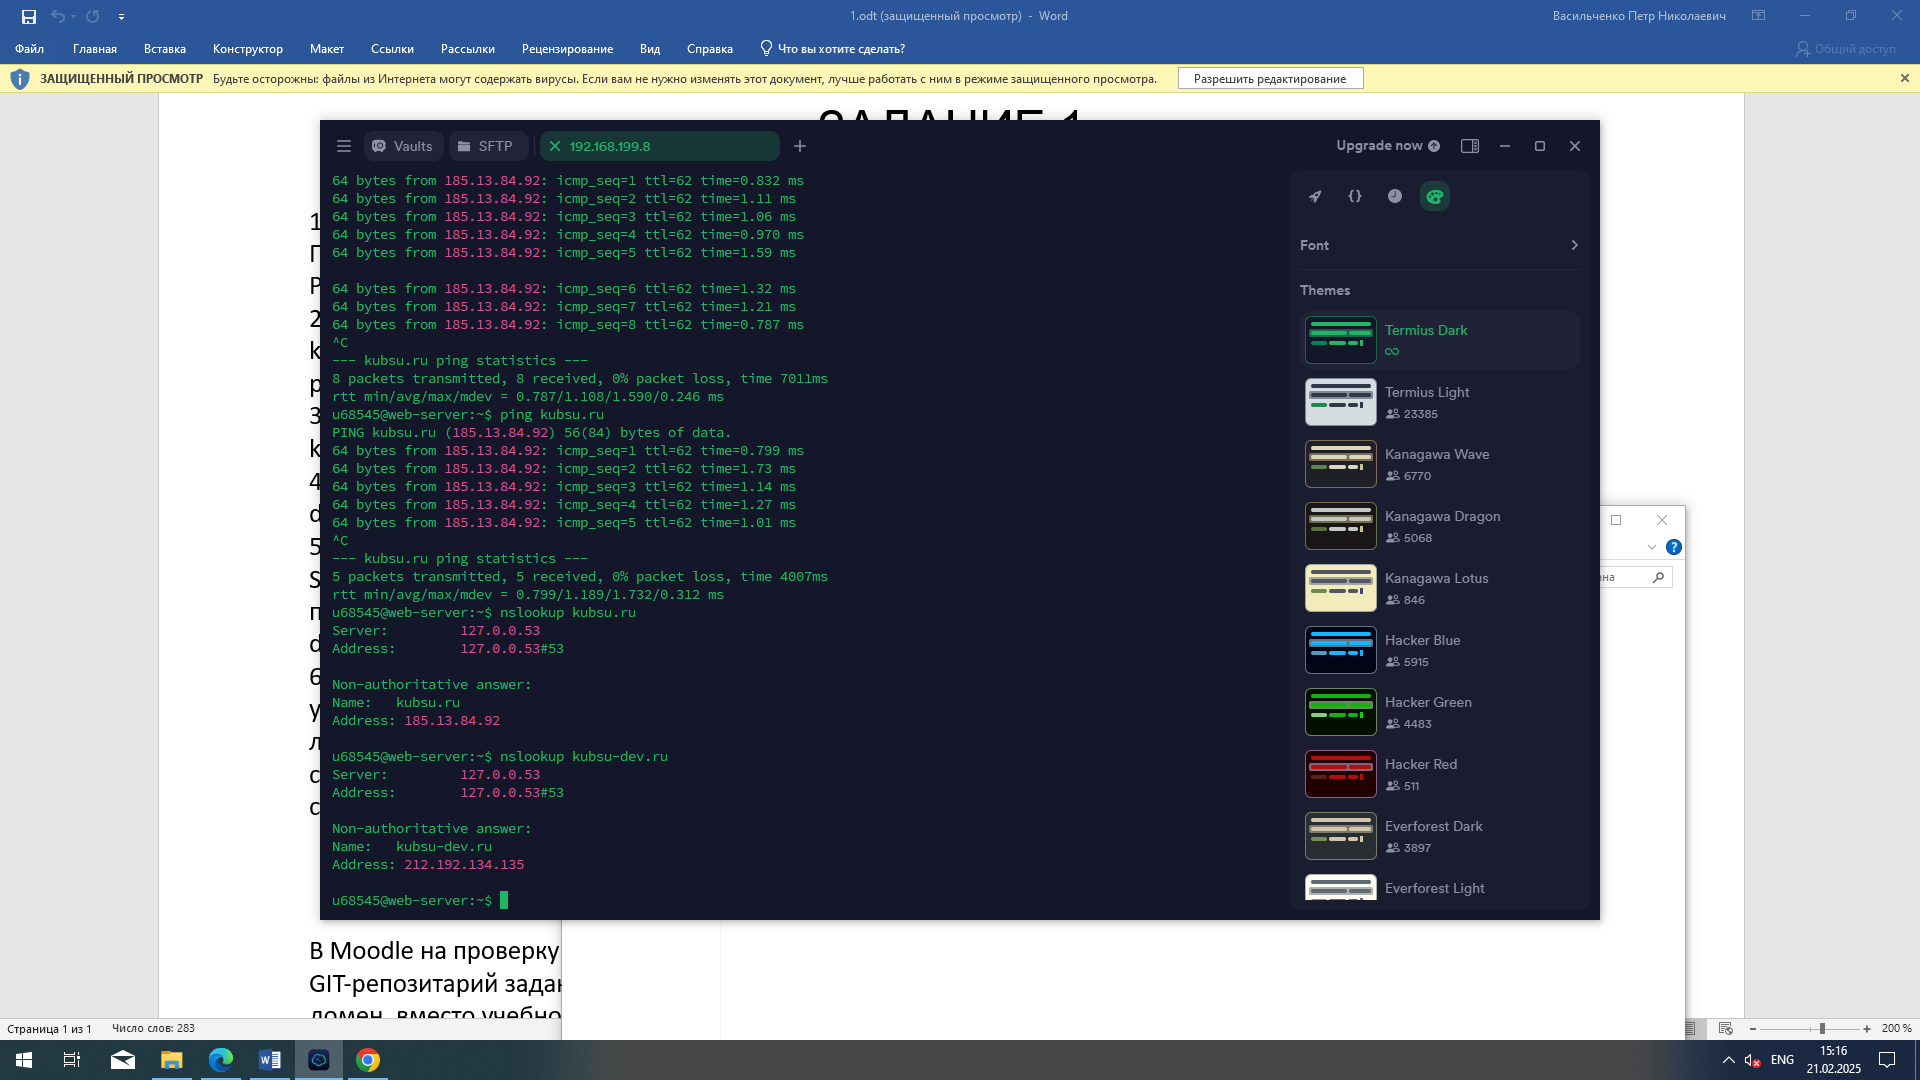 1.odt (защищенный просмотр) - Word
Васильченко Петр Николаевич
Файл
Главная
Вставка
Конструктор
Макет
Ссылки
Рассылки
Рецензирование
Вид
Справка
Что вы хотите сделать?
Общий доступ
ЗАЩИЩЕННЫЙ ПРОСМОТР
Будьте осторожны: файлы из Интернета могут содержать вирусы. Если вам не нужно изменять этот документ, лучше работать с ним в режиме защищенного просмотра.
Разрешить редактирование
Vaults
SFTP
192.168.199.8
Upgrade now
64 bytes from 185.13.84.92: icmp_seq=1 ttl=62 time=0.832 ms
64 bytes from 185.13.84.92: icmp_seq=2 ttl=62 time=1.11 ms
64 bytes from 185.13.84.92: icmp_seq=3 ttl=62 time=1.06 ms
64 bytes from 185.13.84.92: icmp_seq=4 ttl=62 time=0.970 ms
64 bytes from 185.13.84.92: icmp_seq=5 ttl=62 time=1.59 ms
64 bytes from 185.13.84.92: icmp_seq=6 ttl=62 time=1.32 ms
64 bytes from 185.13.84.92: icmp_seq=7 ttl=62 time=1.21 ms
64 bytes from 185.13.84.92: icmp_seq=8 ttl=62 time=0.787 ms
^C
--- kubsu.ru ping statistics ---
8 packets transmitted, 8 received, 0% packet loss, time 7011ms
rtt min/avg/max/mdev = 0.787/1.108/1.590/0.246 ms
u68545@web-server:~$ ping kubsu.ru
PING kubsu.ru (185.13.84.92) 56(84) bytes of data.
64 bytes from 185.13.84.92: icmp_seq=1 ttl=62 time=0.799 ms
64 bytes from 185.13.84.92: icmp_seq=2 ttl=62 time=1.73 ms
64 bytes from 185.13.84.92: icmp_seq=3 ttl=62 time=1.14 ms
64 bytes from 185.13.84.92: icmp_seq=4 ttl=62 time=1.27 ms
64 bytes from 185.13.84.92: icmp_seq=5 ttl=62 time=1.01 ms
^C
--- kubsu.ru ping statistics ---
5 packets transmitted, 5 received, 0% packet loss, time 4007ms
rtt min/avg/max/mdev = 0.799/1.189/1.732/0.312 ms
u68545@web-server:~$ nslookup kubsu.ru
Server: 127.0.0.53
Address: 127.0.0.53#53
Non-authoritative answer:
Name: kubsu.ru
Address: 185.13.84.92
u68545@web-server:~$ nslookup kubsu-dev.ru
Server: 127.0.0.53
Address: 127.0.0.53#53
Non-authoritative answer:
Name: kubsu-dev.ru
Address: 212.192.134.135
u68545@web-server:~$
Font
Themes
Termius Dark
∞
Termius Light
23385
Kanagawa Wave
6770
Kanagawa Dragon
5068
Kanagawa Lotus
846
Hacker Blue
5915
Hacker Green
4483
Hacker Red
511
Everforest Dark
3897
Everforest Light
В Moodle на проверку
Страница 1 из 1
Число слов: 283
200 %
ENG
15:16
21.02.2025